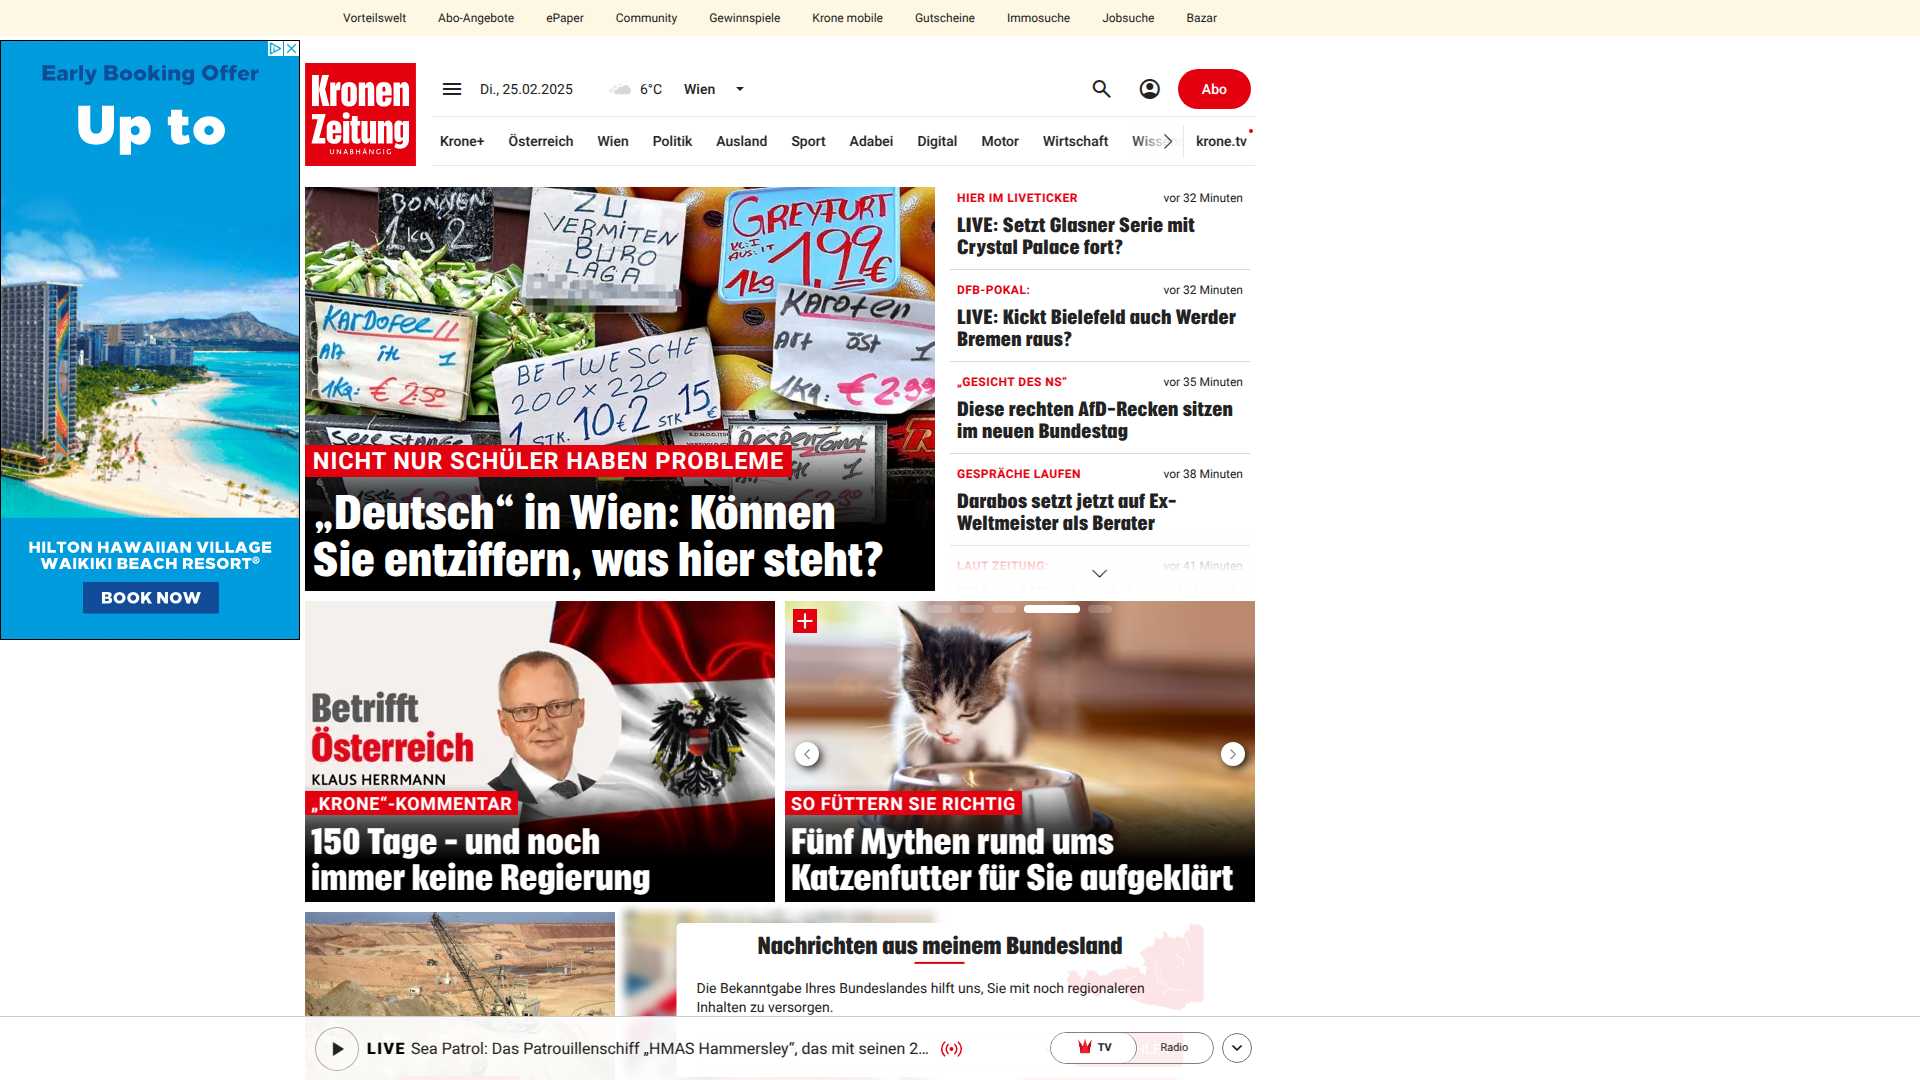 Vorteilswelt
Abo-Angebote
ePaper
Community
Gewinnspiele
Krone mobile
Gutscheine
Immosuche
Jobsuche
Bazar
Early Booking Offer
Up to
HILTON HAWAIIAN VILLAGE
WAIKIKI BEACH RESORT®
BOOK NOW
Kronen
Zeitung
UNABHÄNGIG
Di., 25.02.2025
6°C
Wien
Abo
Krone+
Österreich
Wien
Politik
Ausland
Sport
Adabei
Digital
Motor
Wirtschaft
krone.tv
BONNEN
1kg 2
ZU
VERMITEN
BÜRO
LAGA
GREYFURT
KL: I
AUS: IT
1kg 1,99€
KARDOFEL II
Art itl I
1Kg: € 2.50
BETWESCHE
200 x 220
1 STK. 10€ 2 STK 15€
Karoten
Art öst I
1Kg: € 2.99
NICHT NUR SCHÜLER HABEN PROBLEME
„Deutsch“ in Wien: Können
Sie entziffern, was hier steht?
HIER IM LIVETICKER
vor 32 Minuten
LIVE: Setzt Glasner Serie mit
Crystal Palace fort?
DFB-POKAL:
vor 32 Minuten
LIVE: Kickt Bielefeld auch Werder
Bremen raus?
„GESICHT DES NS“
vor 35 Minuten
Diese rechten AfD-Recken sitzen
im neuen Bundestag
GESPRÄCHE LAUFEN
vor 38 Minuten
Darabos setzt jetzt auf Ex-
Weltmeister als Berater
LAUT ZEITUNG:
vor 41 Minuten
Betrifft
Österreich
KLAUS HERRMANN
„KRONE“-KOMMENTAR
150 Tage – und noch
immer keine Regierung
SO FÜTTERN SIE RICHTIG
Fünf Mythen rund ums
Katzenfutter für Sie aufgeklärt
Nachrichten aus meinem Bundesland
Die Bekanntgabe Ihres Bundeslandes hilft uns, Sie mit noch regionaleren
Inhalten zu versorgen.
LIVE Sea Patrol: Das Patrouillenschiff „HMAS Hammersley“, das mit seinen 2...
TV
Radio